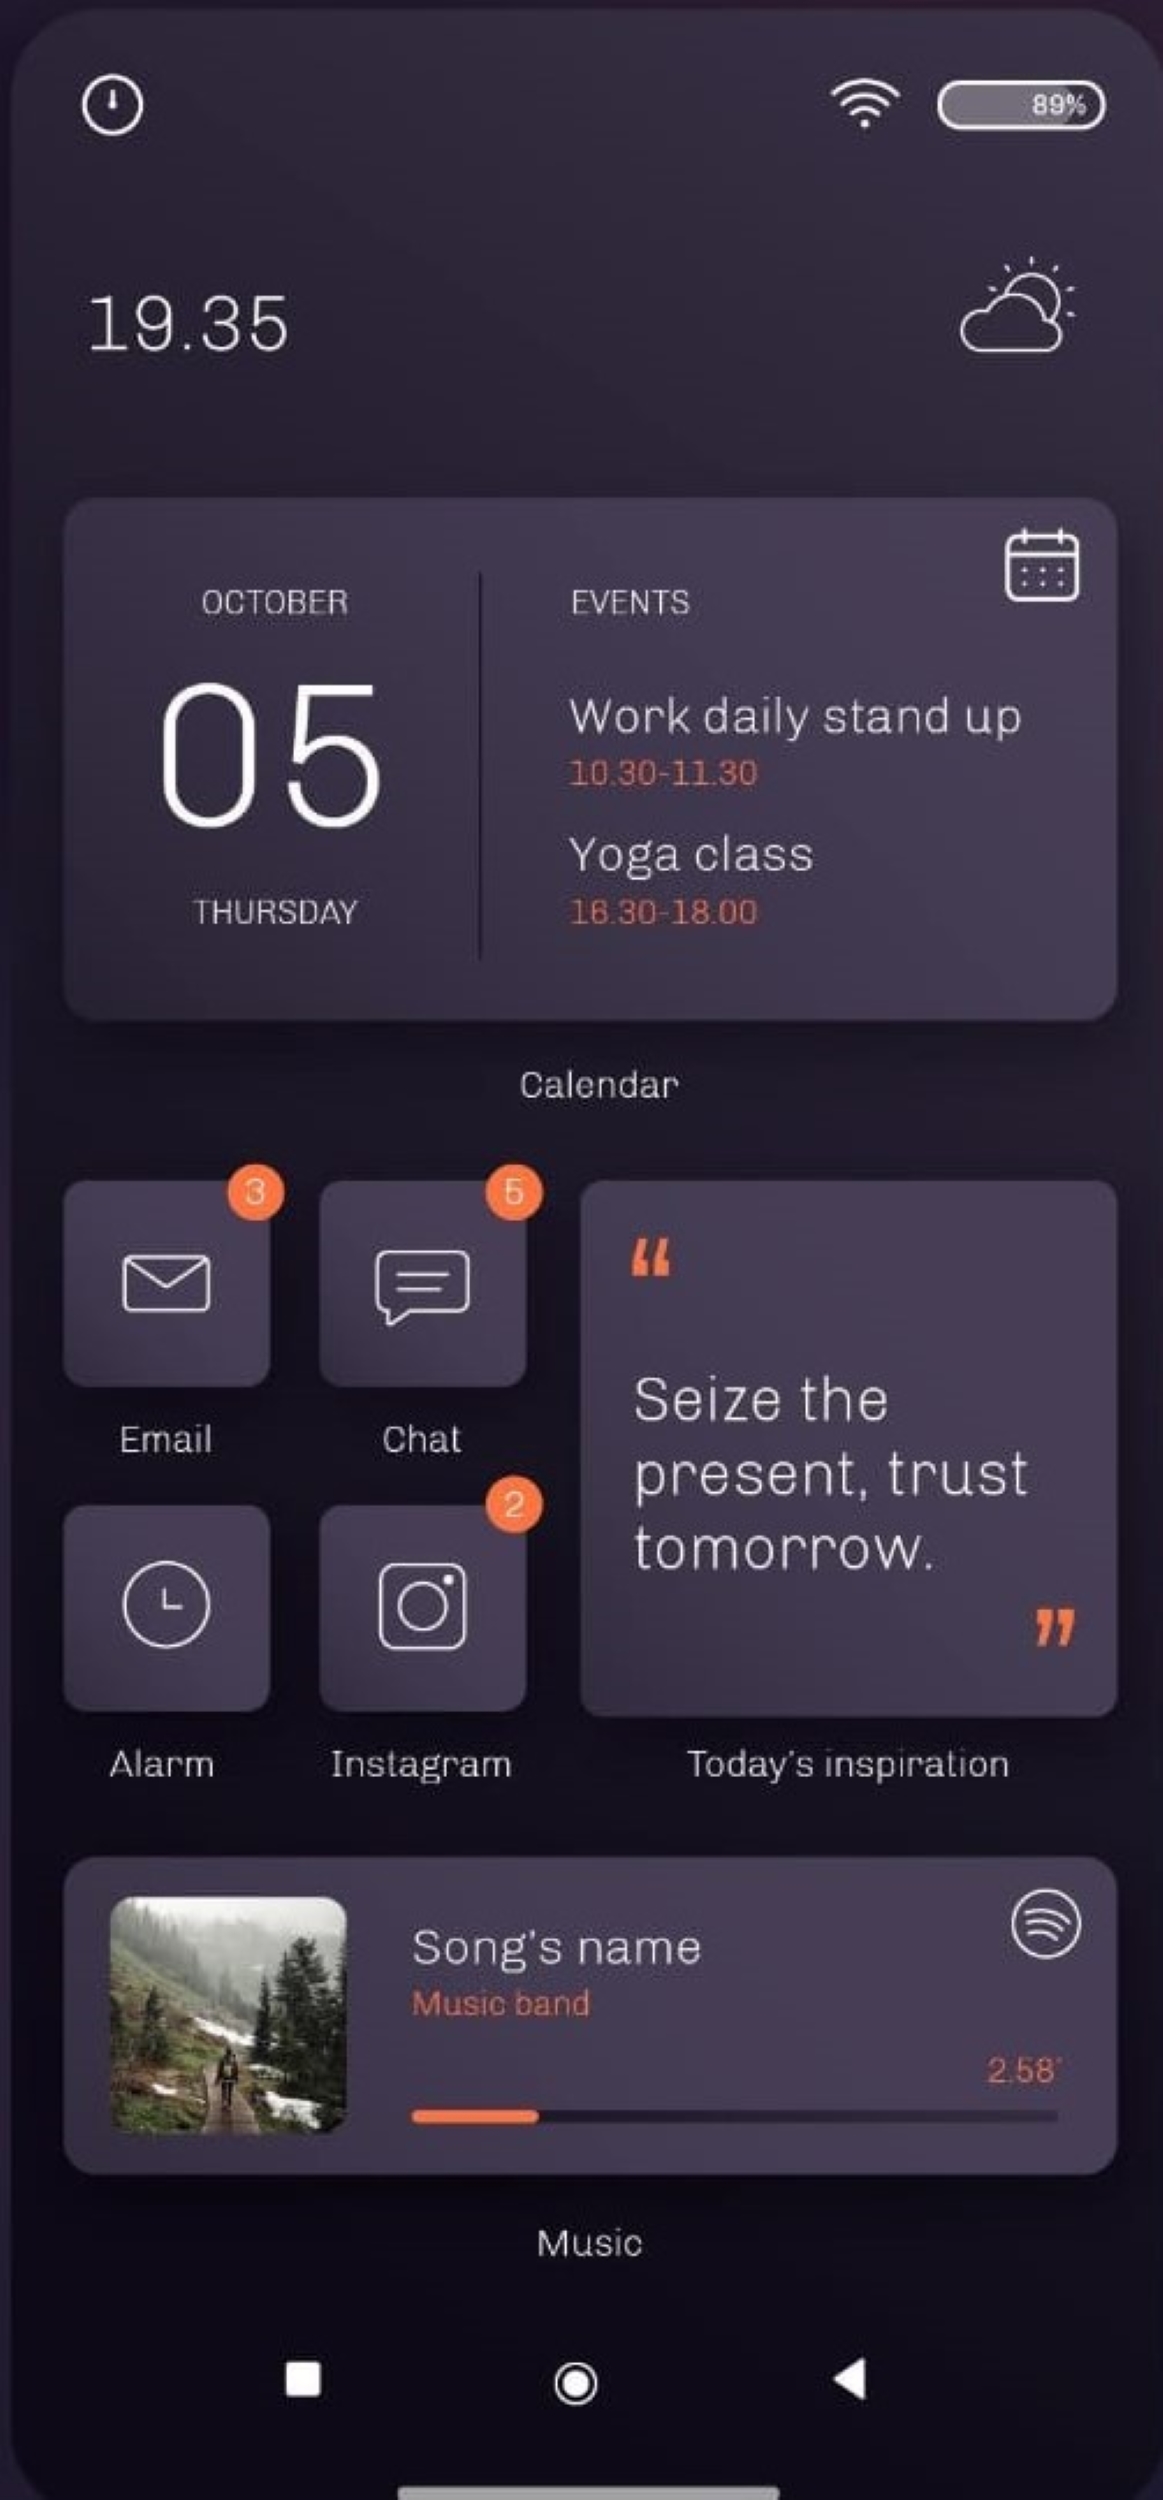 89%
19.35
OCTOBER
05
THURSDAY
EVENTS
Work daily stand up
10.30-11.30
Yoga class
16.30-18.00
Calendar
3
5
Email
Chat
2
Alarm
Instagram
“
Seize the
present, trust
tomorrow.
”
Today's inspiration
Song's name
Music band
2.58'
Music